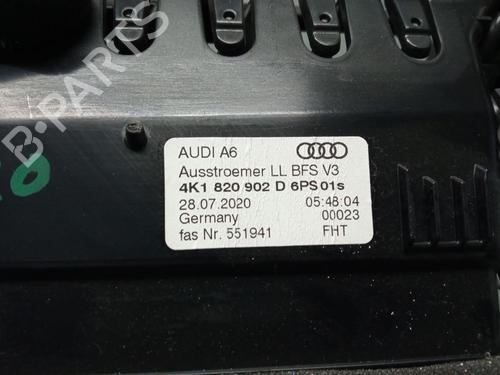 B-PARTS
AUDI A6
Ausstroemer LL BFS V3
4K1 820 902 D 6PS 01s
28.07.2020 05:48:04
Germany 00023
fas Nr. 551941 FHT